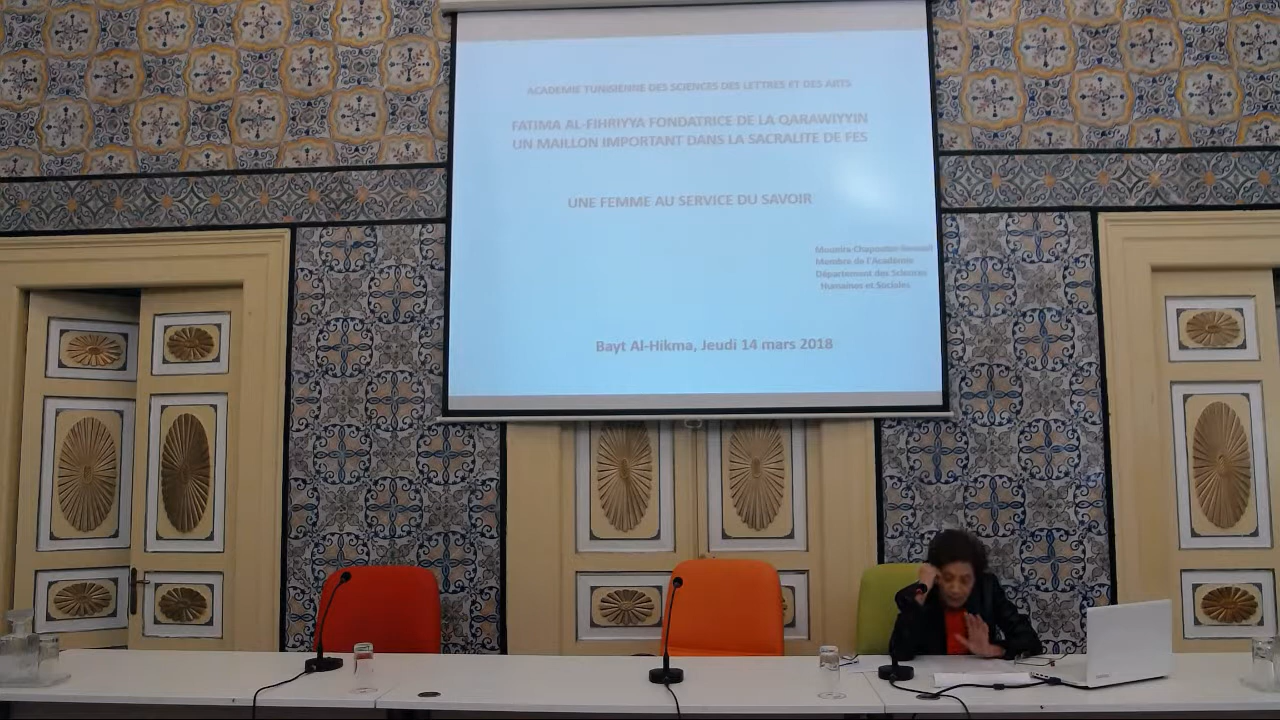 ACADEMIE TUNISIENNE DES SCIENCES DES LETTRES ET DES ARTS
FATIMA AL-FIHRIYYA FONDATRICE DE LA QARAWIYYIN
UN MAILLON IMPORTANT DANS LA SACRALITE DE FES
UNE FEMME AU SERVICE DU SAVOIR
Mounira
Membre de l'Académie
Département des Sciences
Humaines et Sociales
Bayt Al-Hikma, Jeudi 14 mars 2018